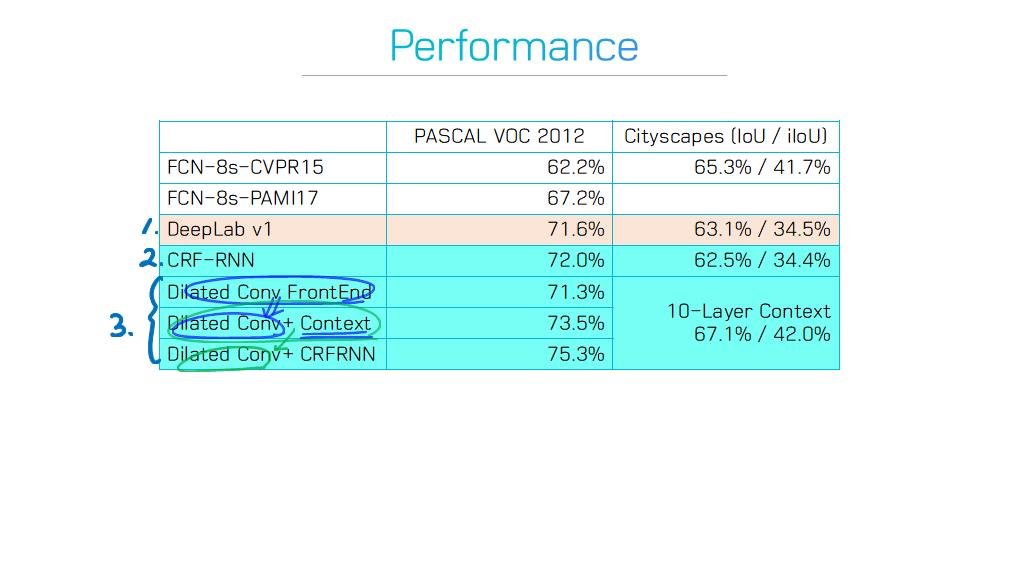 Performance
PASCAL VOC 2012 Cityscapes (IoU / iIoU)
FCN-8s-CVPR15 62.2% 65.3% / 41.7%
FCN-8s-PAMI17 67.2%
1. DeepLab v1 71.6% 63.1% / 34.5%
2. CRF-RNN 72.0% 62.5% / 34.4%
Dilated Conv FrontEnd 71.3%
10-Layer Context
3. Dilated Conv+ Context 73.5%
67.1% / 42.0%
Dilated Conv+ CRFRNN 75.3%